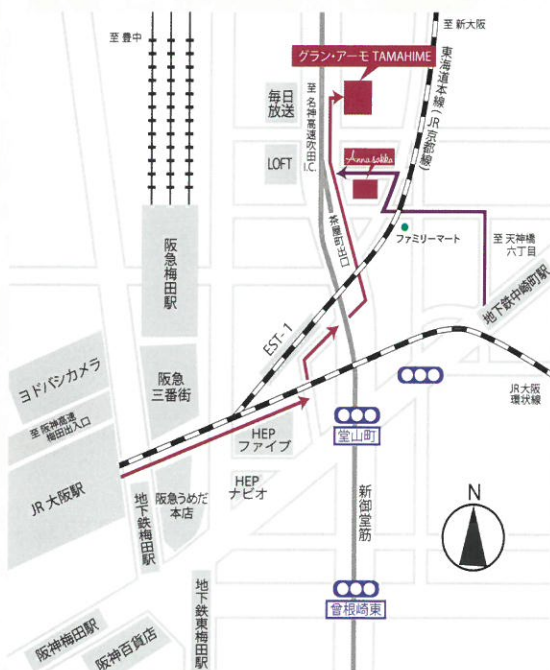 至 新大阪
至 豊中
グラン・アーモ TAMAHIME
東海道本線(JR京都線)
毎日
放送
至 名神高速吹田I.C.
LOFT
Anna sakka
茶屋町出口
ファミリーマート
至 天神橋
六丁目
阪急梅田駅
地下鉄中崎町駅
EST-1
ヨドバシカメラ
阪急
三番街
JR大阪
環状線
至 阪神高速
梅田出入口
HEP
ファイブ
堂山町
JR 大阪駅
HEP
ナビオ
阪急うめだ
本店
地下鉄梅田駅
新御堂筋
N
曾根崎東
地下鉄東梅田駅
阪神梅田駅
阪神百貨店